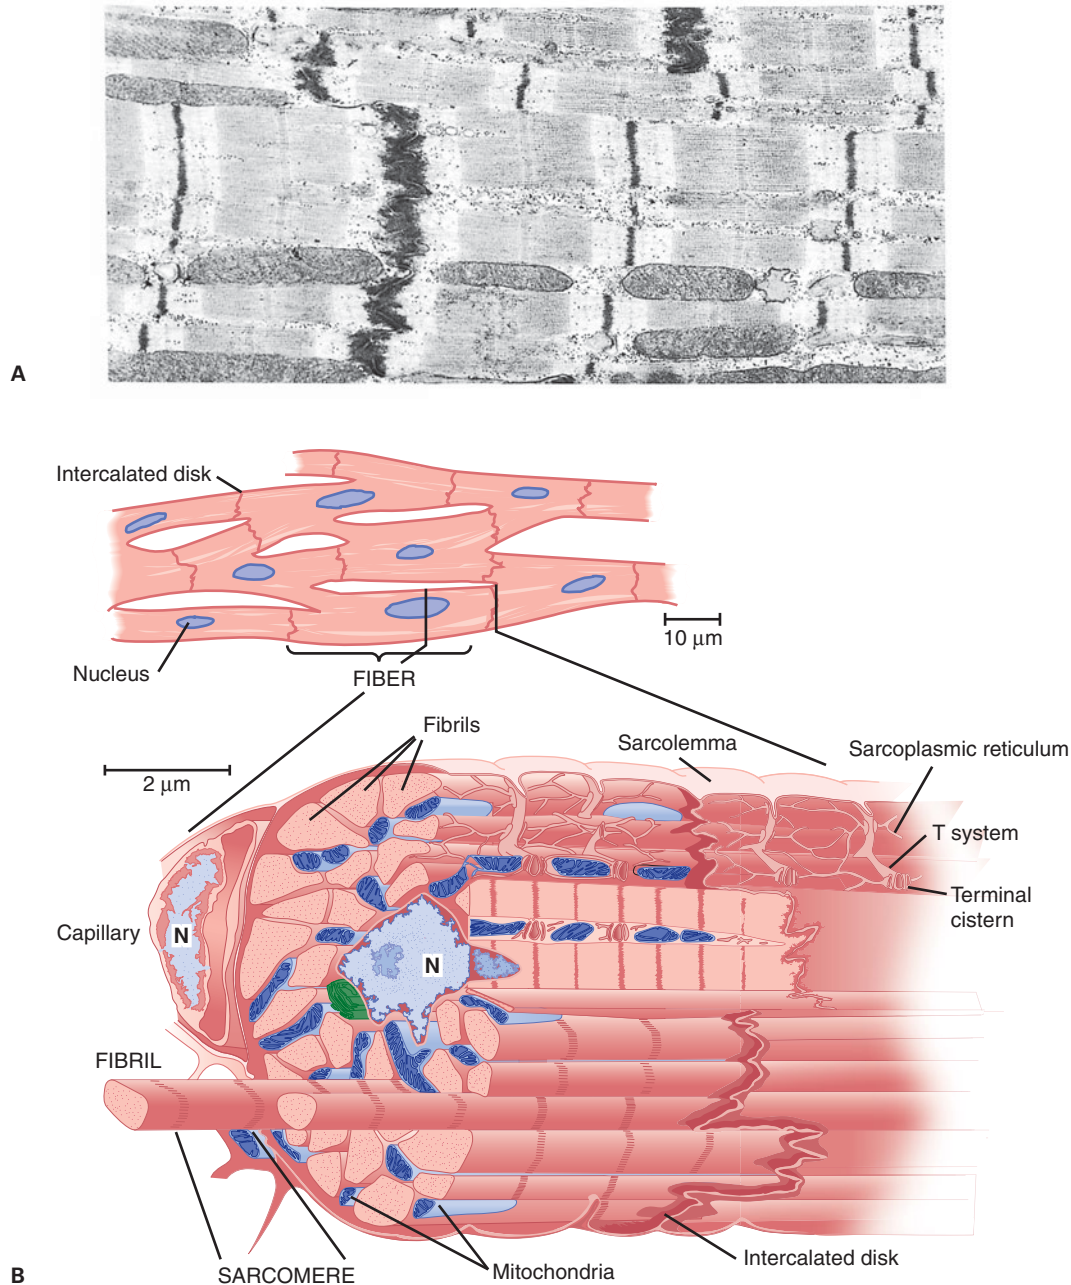 A
Intercalated disk
10 μm
Nucleus
FIBER
Fibrils
Sarcolemma
Sarcoplasmic reticulum
2 μm
T system
Terminal
cistern
Capillary
N
N
FIBRIL
Intercalated disk
Mitochondria
SARCOMERE
B